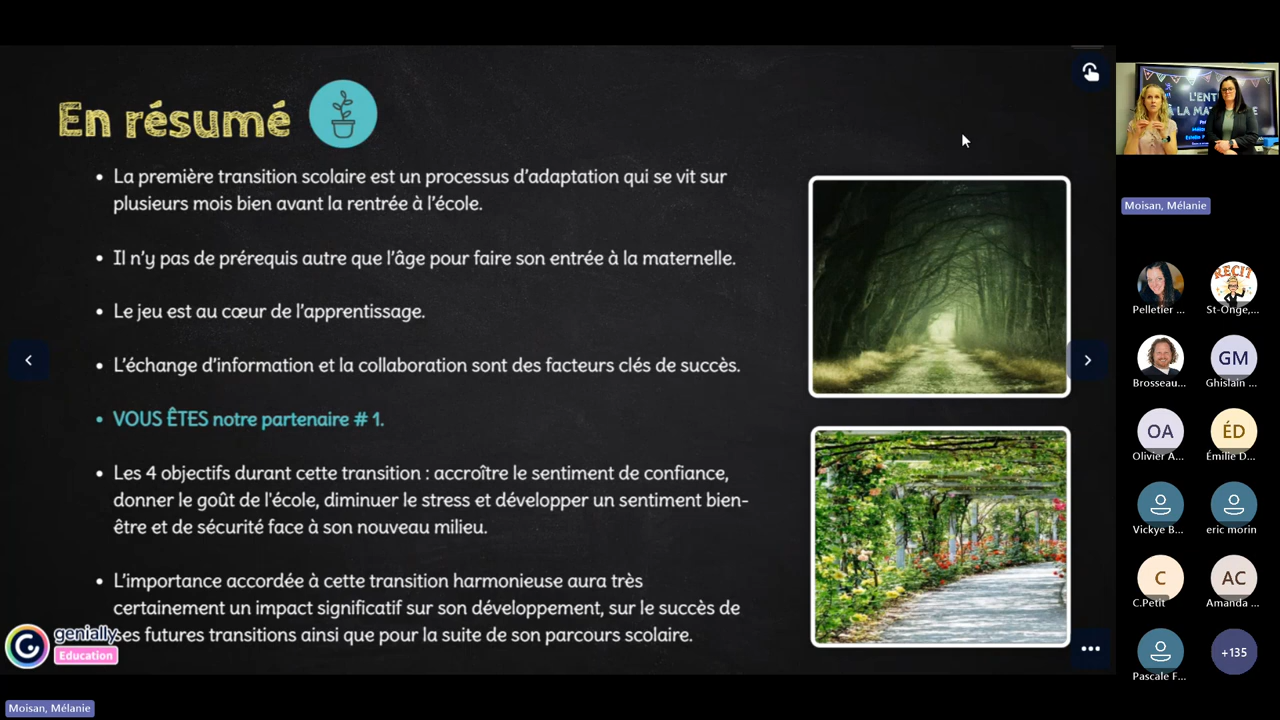 En résumé
• La première transition scolaire est un processus d'adaptation qui se vit sur
plusieurs mois bien avant la rentrée à l'école.
• Il n'y pas de prérequis autre que l'âge pour faire son entrée à la maternelle.
• Le jeu est au cœur de l'apprentissage.
• L'échange d'information et la collaboration sont des facteurs clés de succès.
• VOUS ÊTES notre partenaire # 1.
• Les 4 objectifs durant cette transition : accroître le sentiment de confiance,
donner le goût de l'école, diminuer le stress et développer un sentiment bien-
être et de sécurité face à son nouveau milieu.
• L'importance accordée à cette transition harmonieuse aura très
certainement un impact significatif sur son développement, sur le succès de
ses futures transitions ainsi que pour la suite de son parcours scolaire.
genially
Education
Moisan, Mélanie
L'ENT
À LA MAT
Moisan, Mélanie
Pelletier ...
RÉCIT
St-Onge,...
Brosseau...
GM
Ghislain ...
OA
Olivier A...
ÉD
Émilie D...
Vickye B...
eric morin
C
C.Petit
AC
Amanda ...
Pascale F...
+135